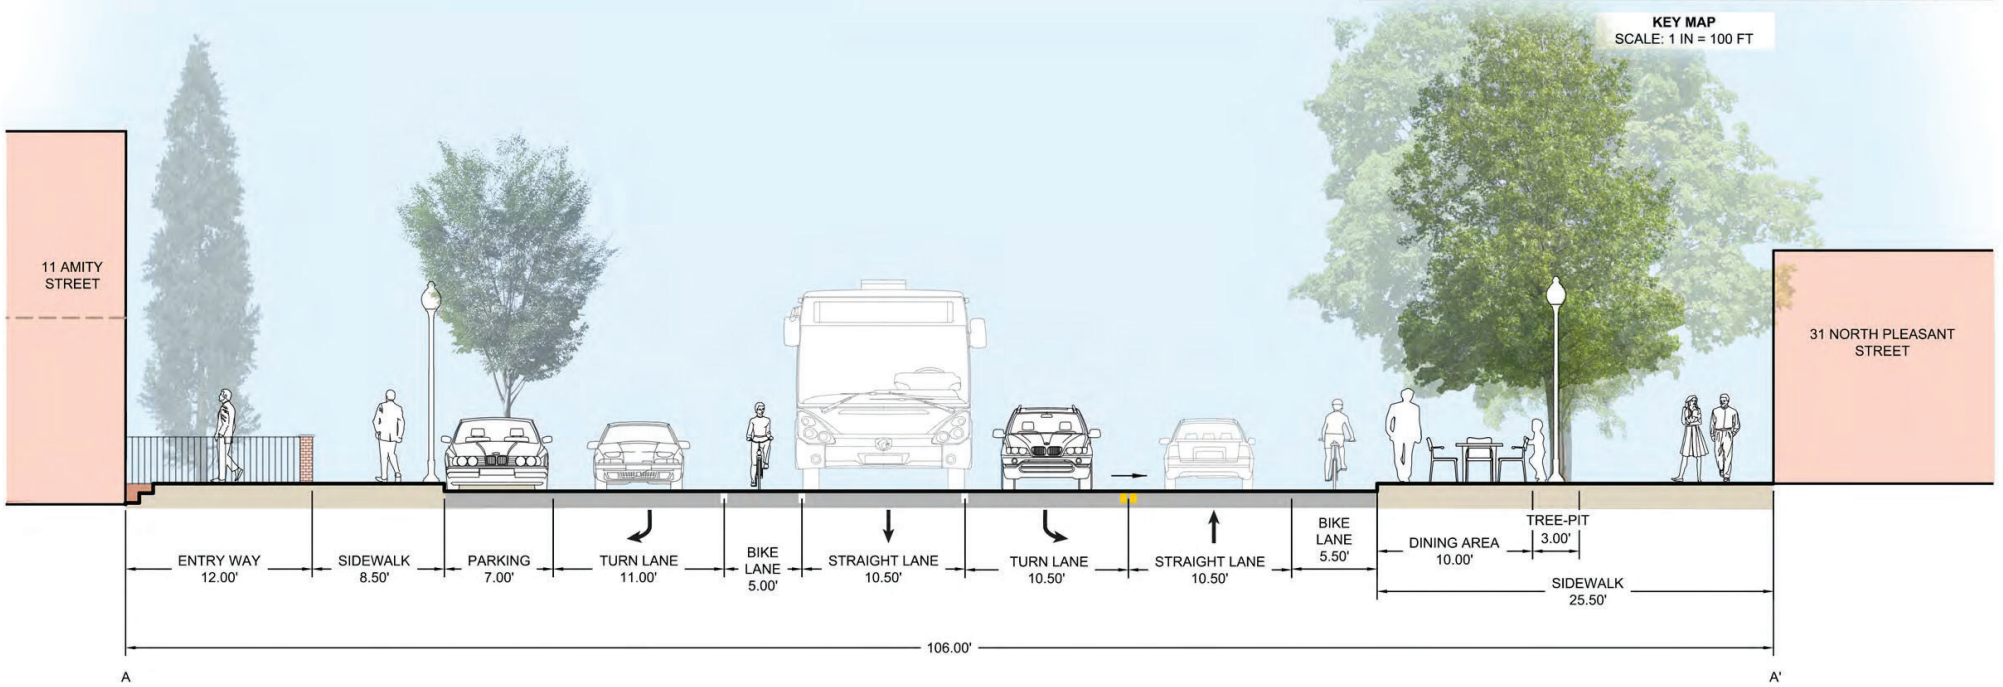 KEY MAP
SCALE: 1 IN = 100 FT
11 AMITY
STREET
31 NORTH PLEASANT
STREET
ENTRY WAY
12.00'
SIDEWALK
8.50'
PARKING
7.00'
TURN LANE
11.00'
BIKE
LANE
5.00'
STRAIGHT LANE
10.50'
TURN LANE
10.50'
STRAIGHT LANE
10.50'
BIKE
LANE
5.50'
DINING AREA
10.00'
TREE-PIT
3.00'
SIDEWALK
25.50'
106.00'
A
A'